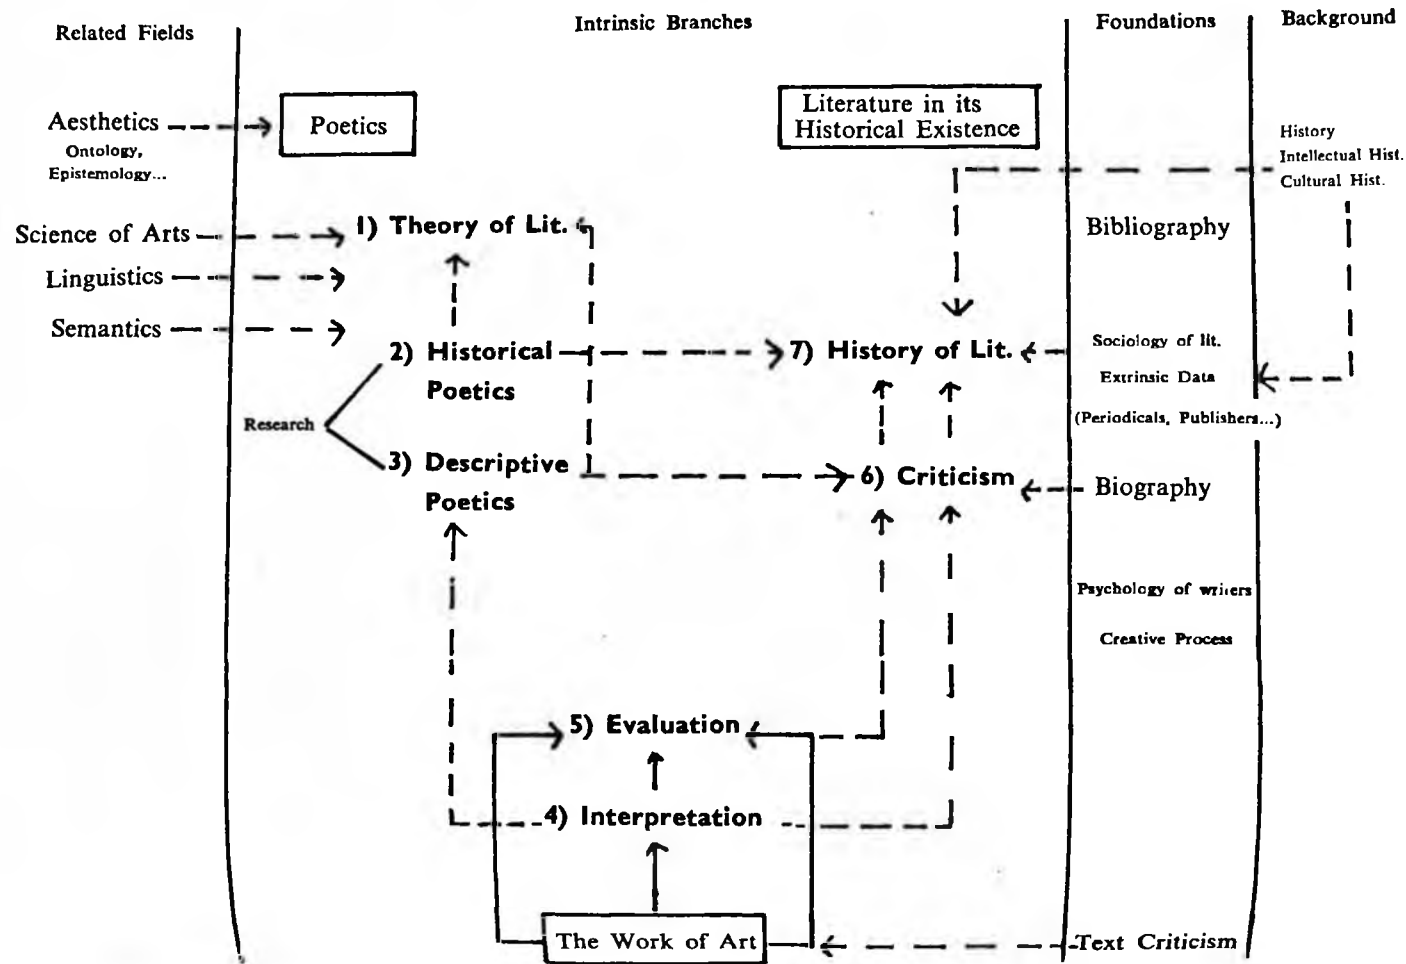 Related Fields
Intrinsic Branches
Foundations
Background
Aesthetics
Ontology,
Epistemology...
Science of Arts
Linguistics
Semantics
Poetics
1) Theory of Lit.
2) Historical
Poetics
Research
3) Descriptive
Poetics
5) Evaluation
4) Interpretation
The Work of Art
Literature in its
Historical Existence
7) History of Lit.
6) Criticism
Bibliography
Sociology of lit.
Extrinsic Data
(Periodicals, Publishers...)
Biography
Psychology of writers
Creative Process
Text Criticism
History
Intellectual Hist.
Cultural Hist.